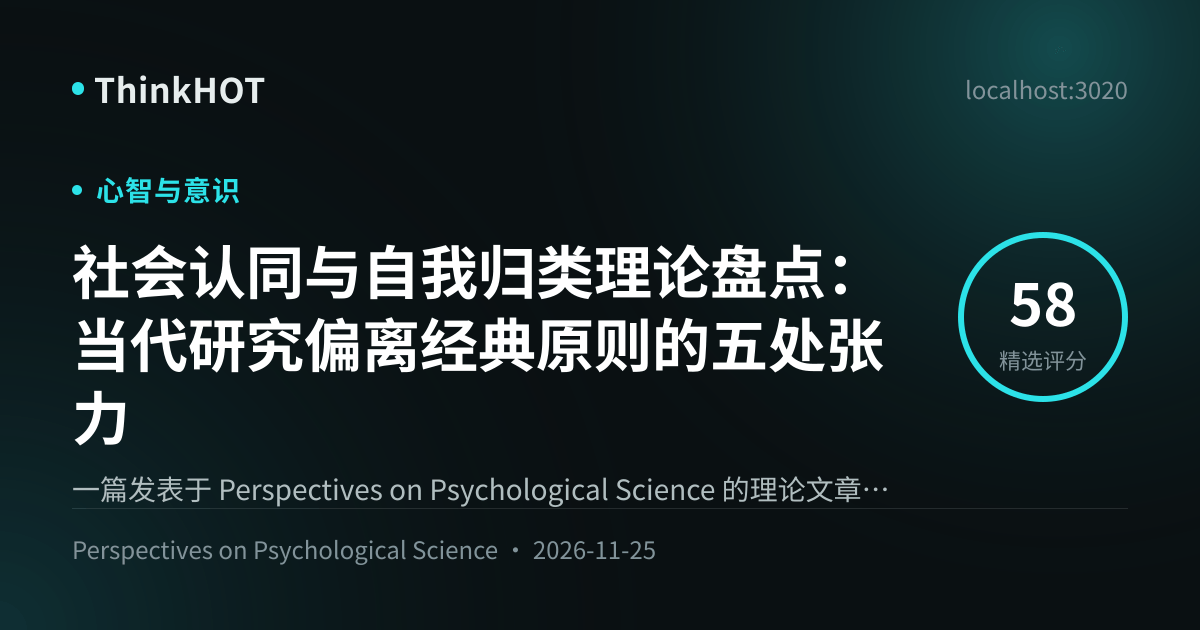 ThinkHOT
localhost:3020
心智与意识
社会认同与自我归类理论盘点：
当代研究偏离经典原则的五处张
力
58
精选评分
一篇发表于 Perspectives on Psychological Science 的理论文章…
Perspectives on Psychological Science · 2026-11-25